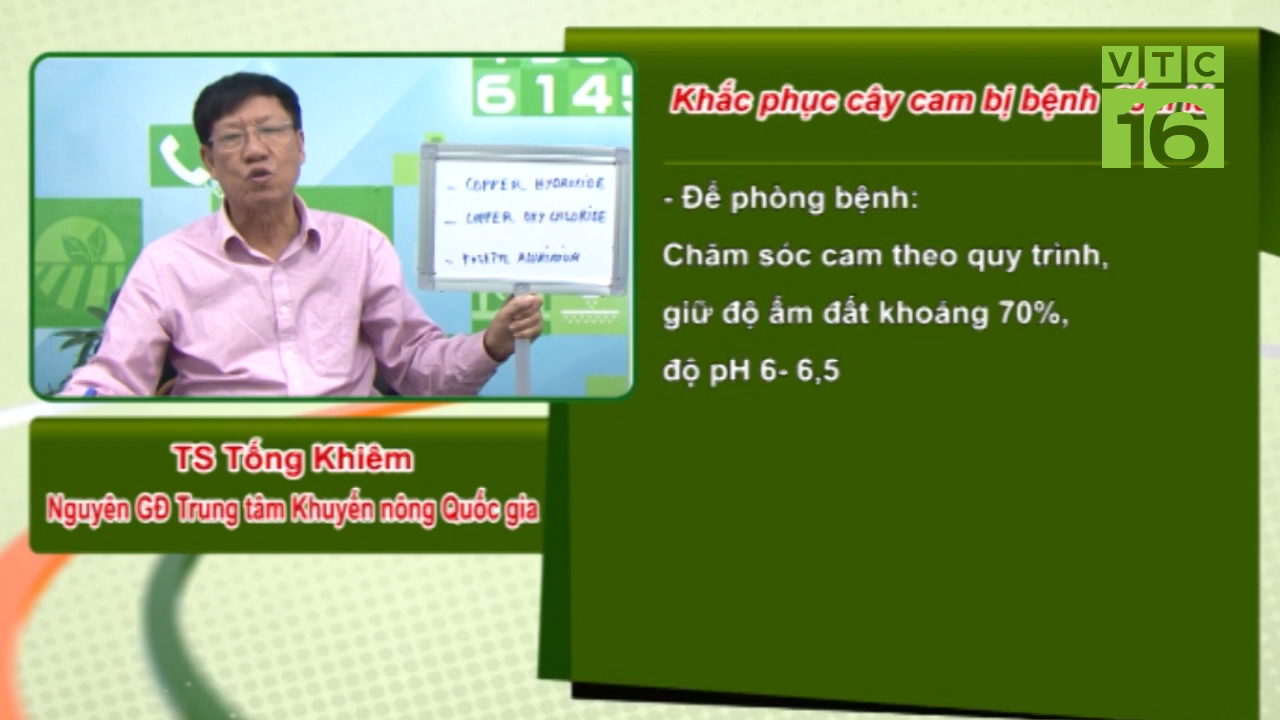 VTC
16
6145
Khắc phục cây cam bị bệnh
- COPPER HYDROXIDE
- COPPER OXYCHLORIDE
- ALUMINIUM
- Để phòng bệnh:
Chăm sóc cam theo quy trình,
giữ độ ẩm đất khoảng 70%,
độ pH 6- 6,5
TS Tống Khiêm
Nguyên GĐ Trung tâm Khuyến nông Quốc gia